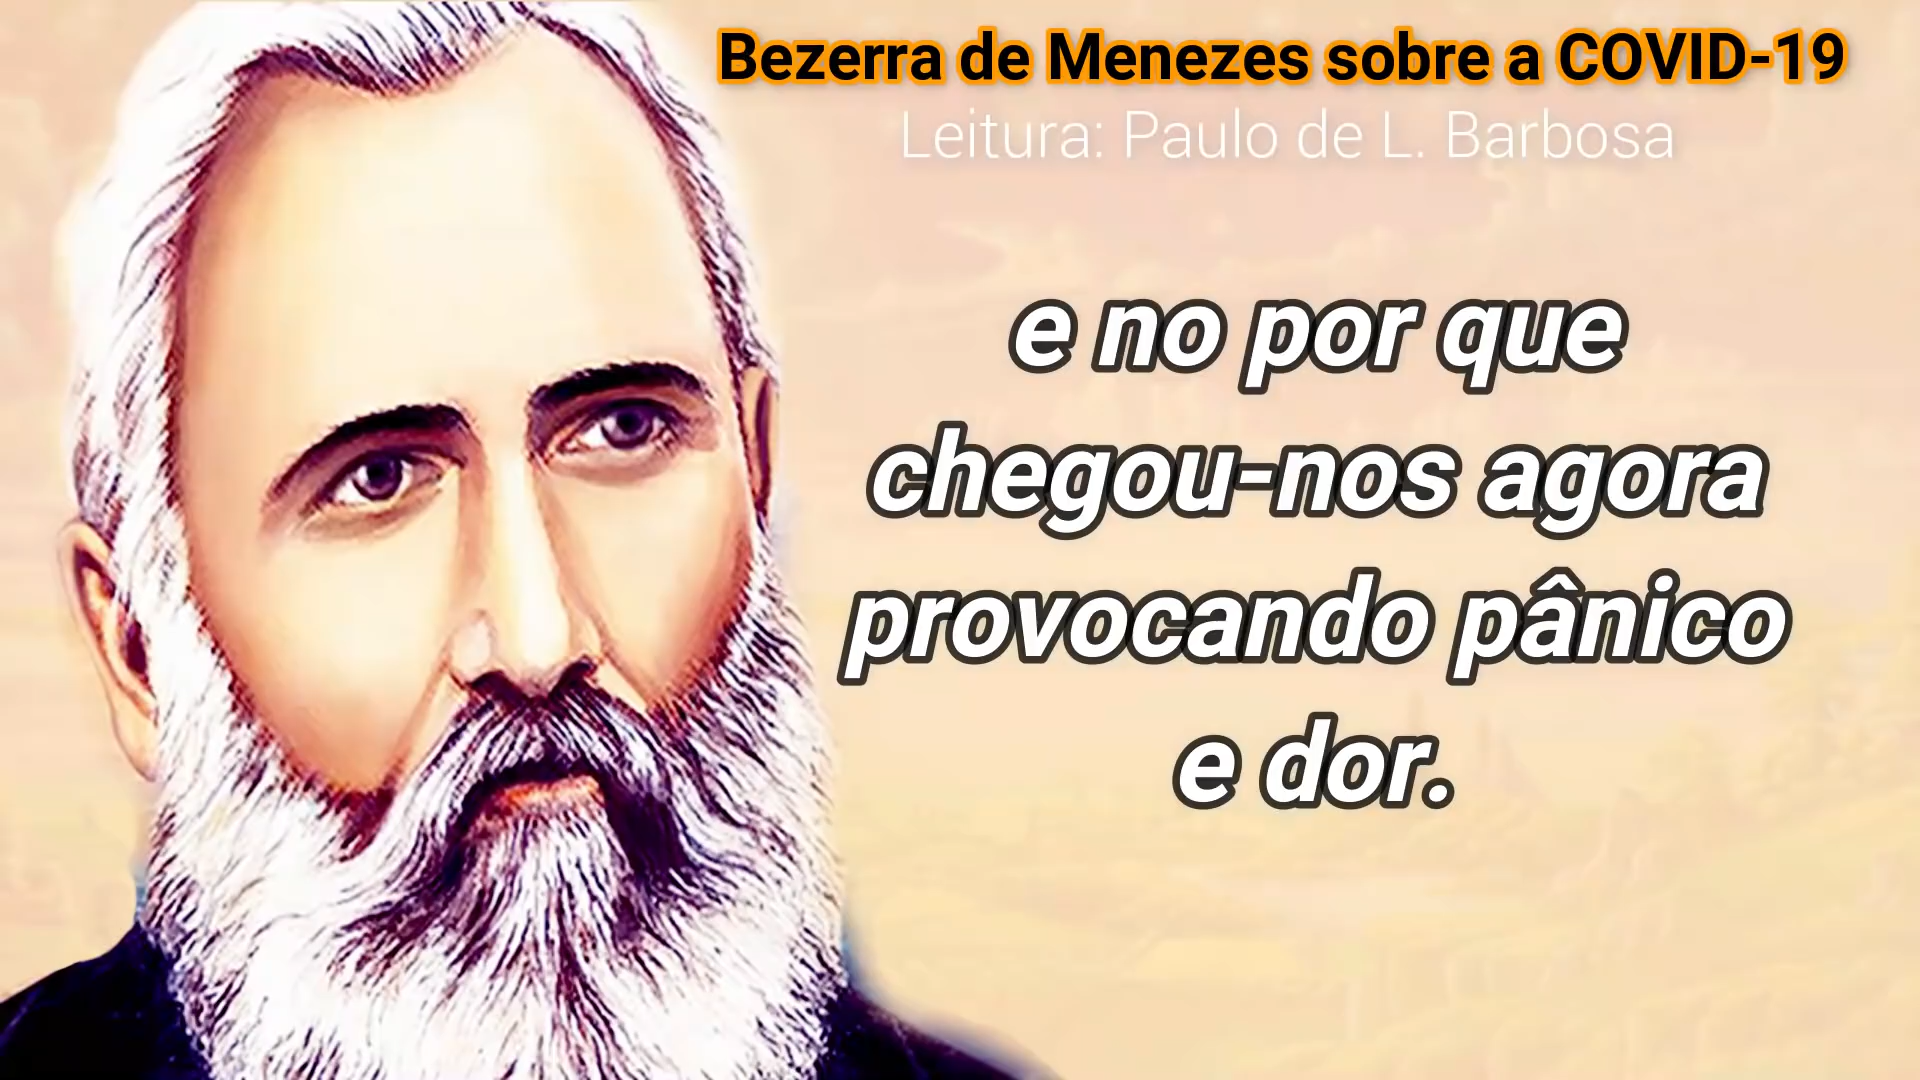 Bezerra de Menezes sobre a COVID-19
Leitura: Paulo de L. Barbosa
e no por que
chegou-nos agora
provocando pânico
e dor.